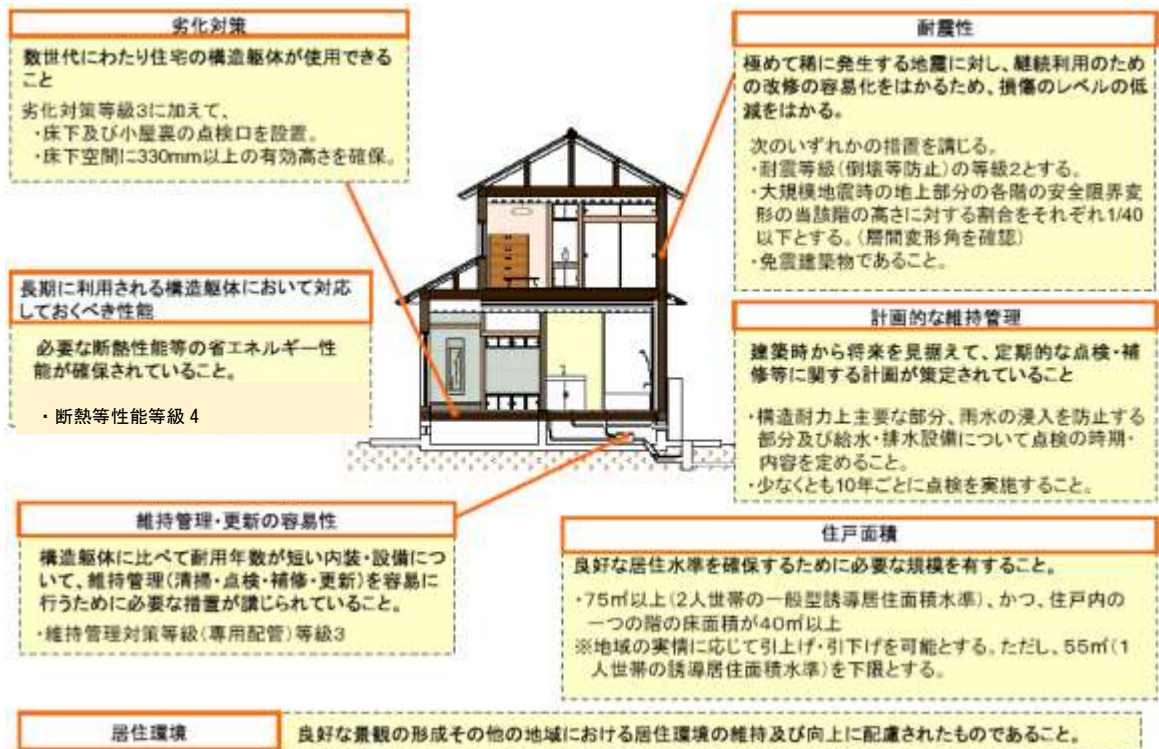 劣化対策
数世代にわたり住宅の構造躯体が使用できる
こと
劣化対策等級3に加えて、
・床下及び小屋裏の点検口を設置。
・床下空間に330mm以上の有効高さを確保。
耐震性
極めて稀に発生する地震に対し、継続利用のため
の改修の容易化をはかるため、損傷のレベルの低
減をはかる。
次のいずれかの措置を講じる。
・耐震等級(倒壊等防止)の等級2とする。
・大規模地震時の地上部分の各階の安全限界変
形の当該階の高さに対する割合をそれぞれ1/40
以下とする。(層間変形角を確認)
・免震建築物であること。
長期に利用される構造躯体において対応
しておくべき性能
必要な断熱性能等の省エネルギー性
能が確保されていること。
・断熱等性能等級4
計画的な維持管理
建築時から将来を見据えて、定期的な点検・補
修等に関する計画が策定されていること
・構造耐力上主要な部分、雨水の浸入を防止する
部分及び給水・排水設備について点検の時期・
内容を定めること。
・少なくとも10年ごとに点検を実施すること。
維持管理・更新の容易性
構造躯体に比べて耐用年数が短い内装・設備につ
いて、維持管理(清掃・点検・補修・更新)を容易に
行うために必要な措置が講じられていること。
・維持管理対策等級(専用配管)等級3
住戸面積
良好な居住水準を確保するために必要な規模を有すること。
・75㎡以上(2人世帯の一般型誘導居住面積水準)、かつ、住戸内の
一つの階の床面積が40㎡以上
※地域の実情に応じて引上げ・引下げを可能とする。ただし、55㎡(1
人世帯の誘導居住面積水準)を下限とする。
居住環境
良好な景観の形成その他の地域における居住環境の維持及び向上に配慮されたものであること。